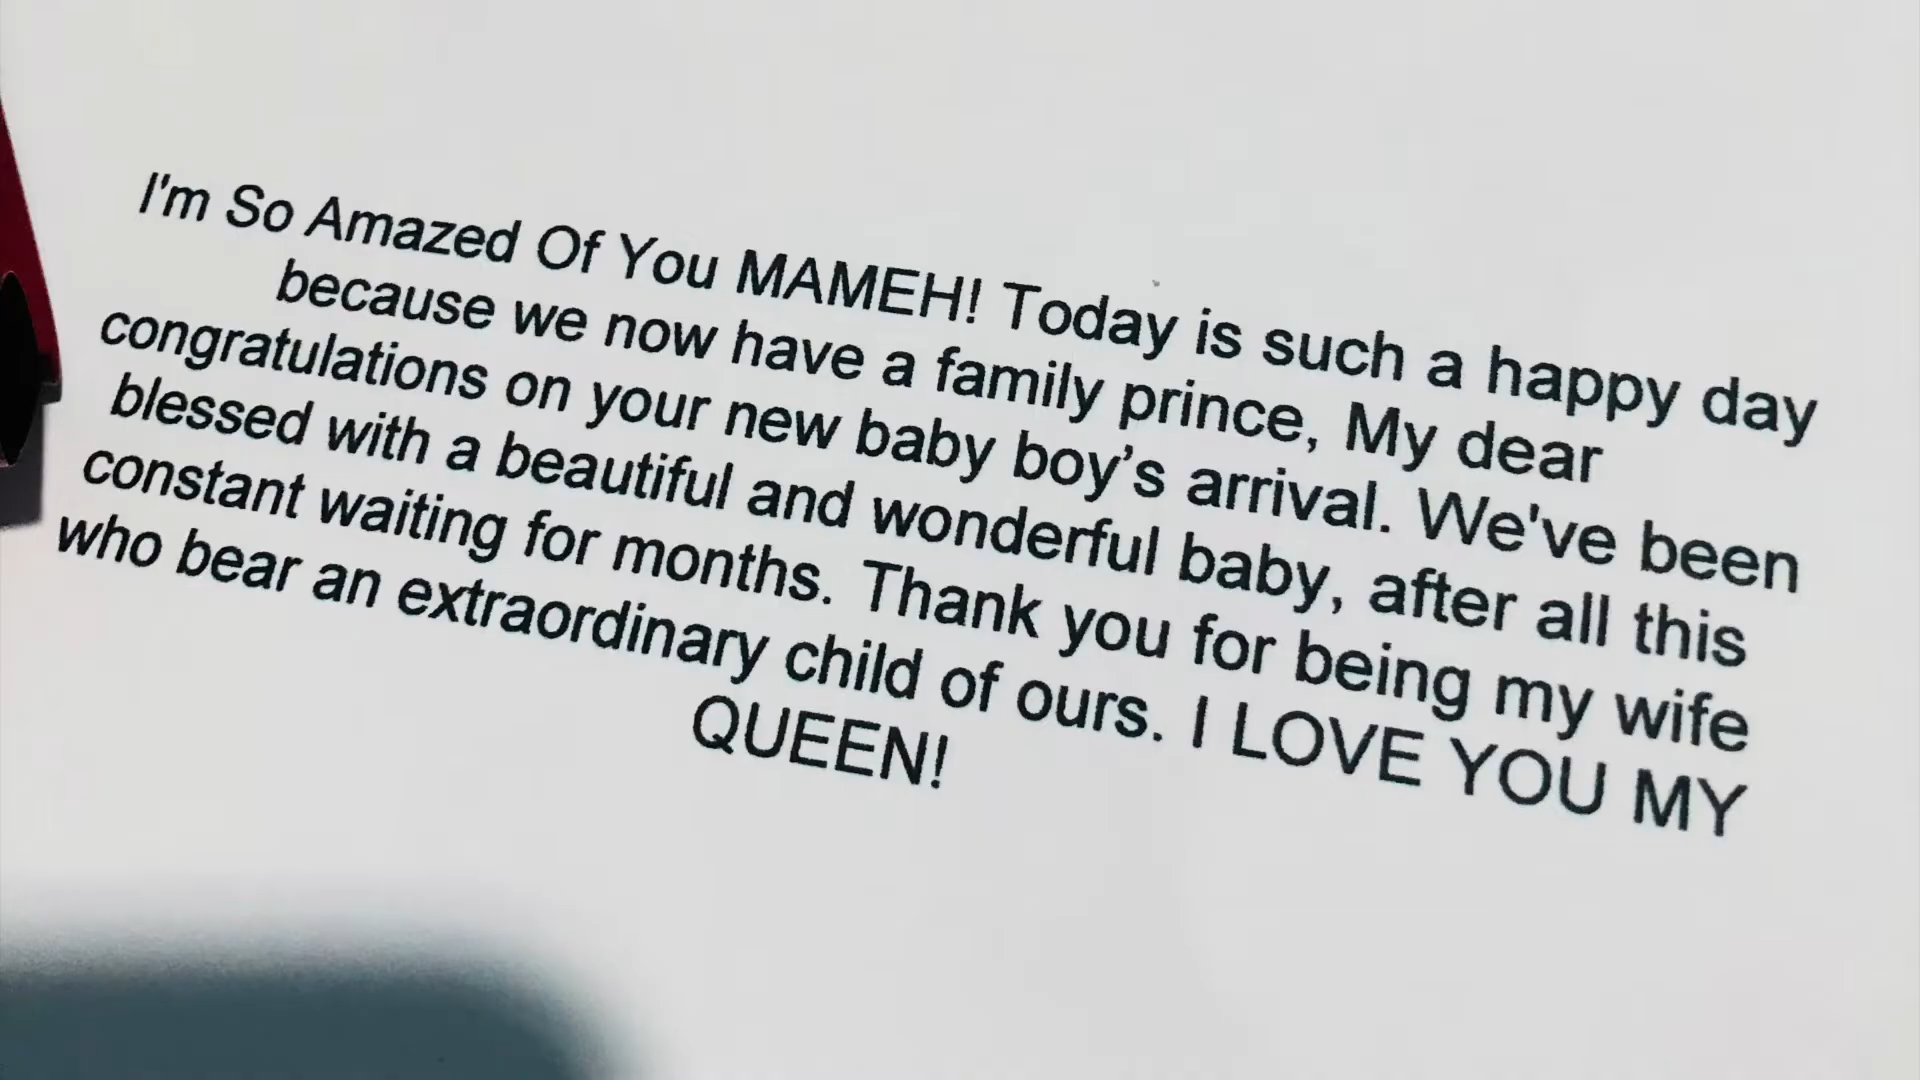 I'm So Amazed Of You MAMEH! Today is such a happy day
because we now have a family prince, My dear
congratulations on your new baby boy’s arrival. We've been
blessed with a beautiful and wonderful baby, after all this
constant waiting for months. Thank you for being my wife
who bear an extraordinary child of ours. I LOVE YOU MY
QUEEN!